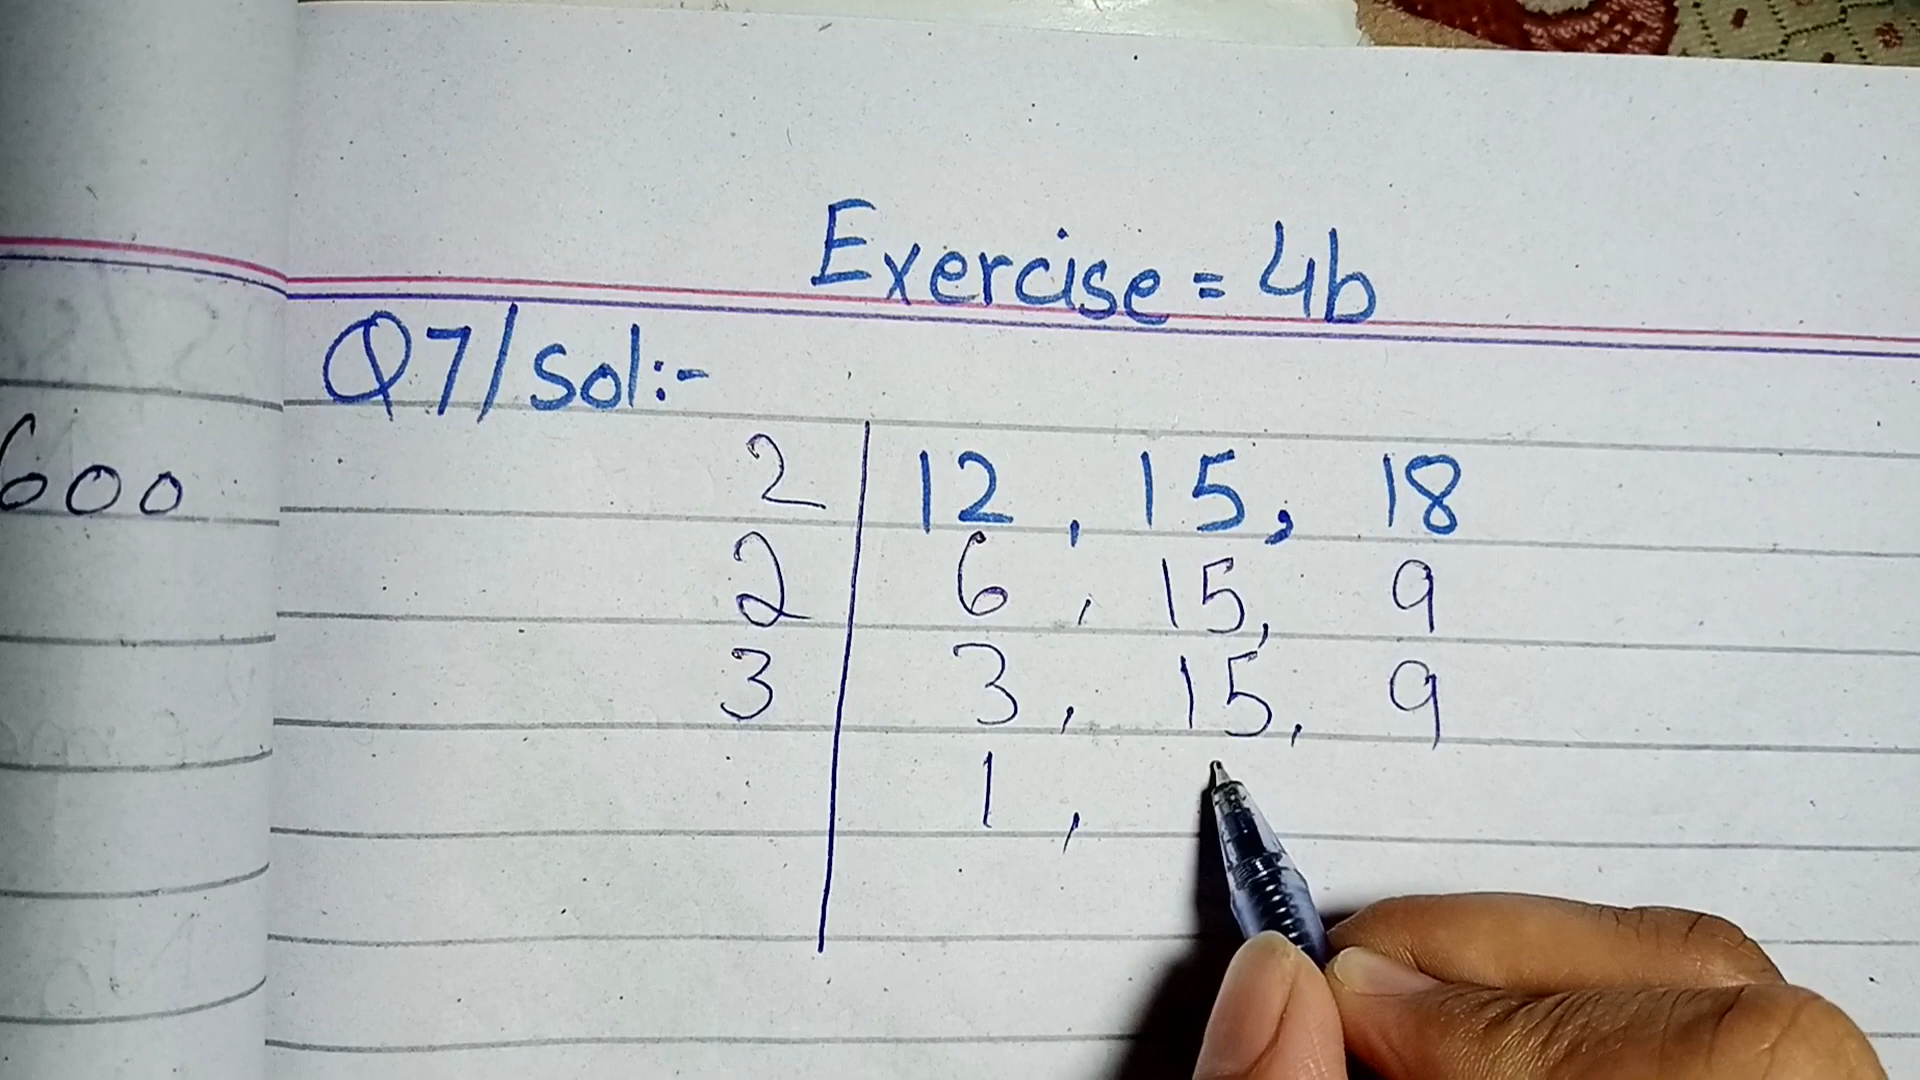 Exercise = 4b
Q7/Sol:-
600
2 | 12, 15, 18
2 | 6, 15, 9
3 | 3, 15, 9
1,